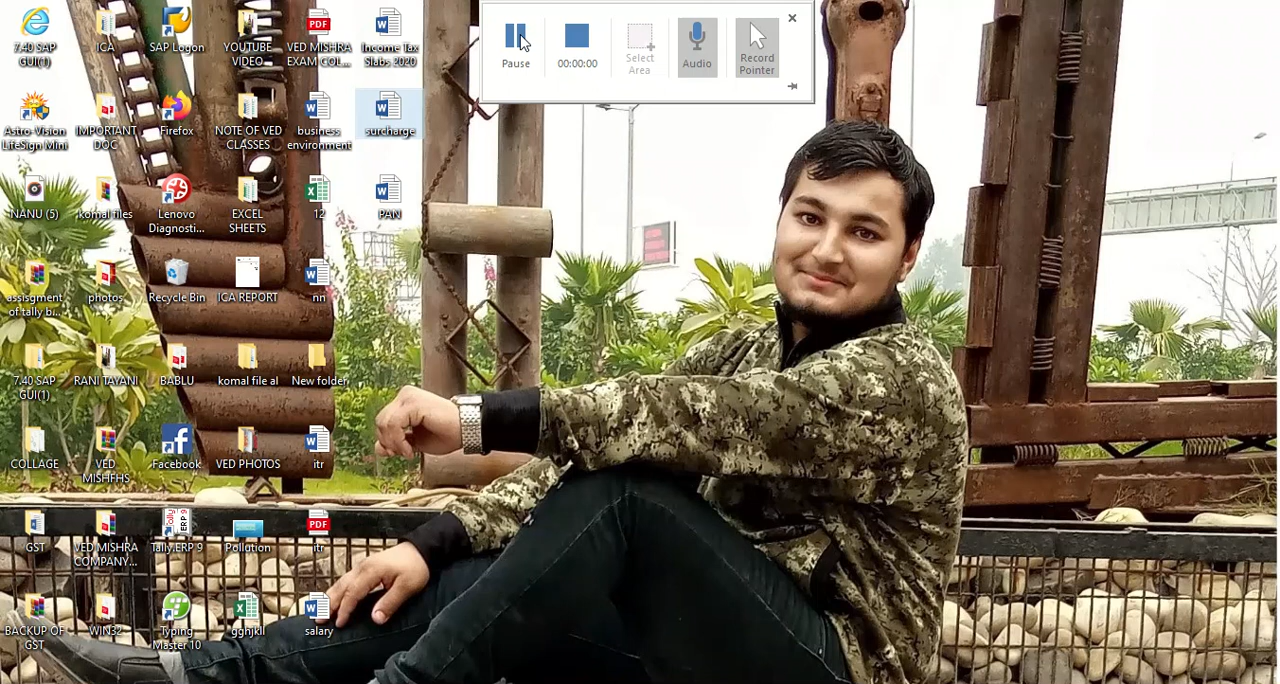 7.40 SAP
GUI(1)
ICA
SAP Logon
YOUTUBE
VIDEO
VED MISHRA
EXAM COL...
Income Tax
Slabs 2020
Astro-Vision
LifeSign Mini
IMPORTANT
DOC
Firefox
NOTE OF VED
CLASSES
business
environment
surcharge
NANU (5)
komal files
Lenovo
Diagnosti...
EXCEL
SHEETS
12
PAN
assisgment
of tally b...
photos
Recycle Bin
ICA REPORT
nn
7.40 SAP
GUI(1)
RANI TAYANI
BABLU
komal file al
New folder
COLLAGE
VED
MISHFHS
Facebook
VED PHOTOS
itr
GST
VED MISHRA
COMPANY...
Tally.ERP 9
Pollution
itr
BACKUP OF
GST
WIN32
Typing
Master 10
gghjkll
salary
Pause
00:00:00
Select
Area
Audio
Record
Pointer
PDF
PDF